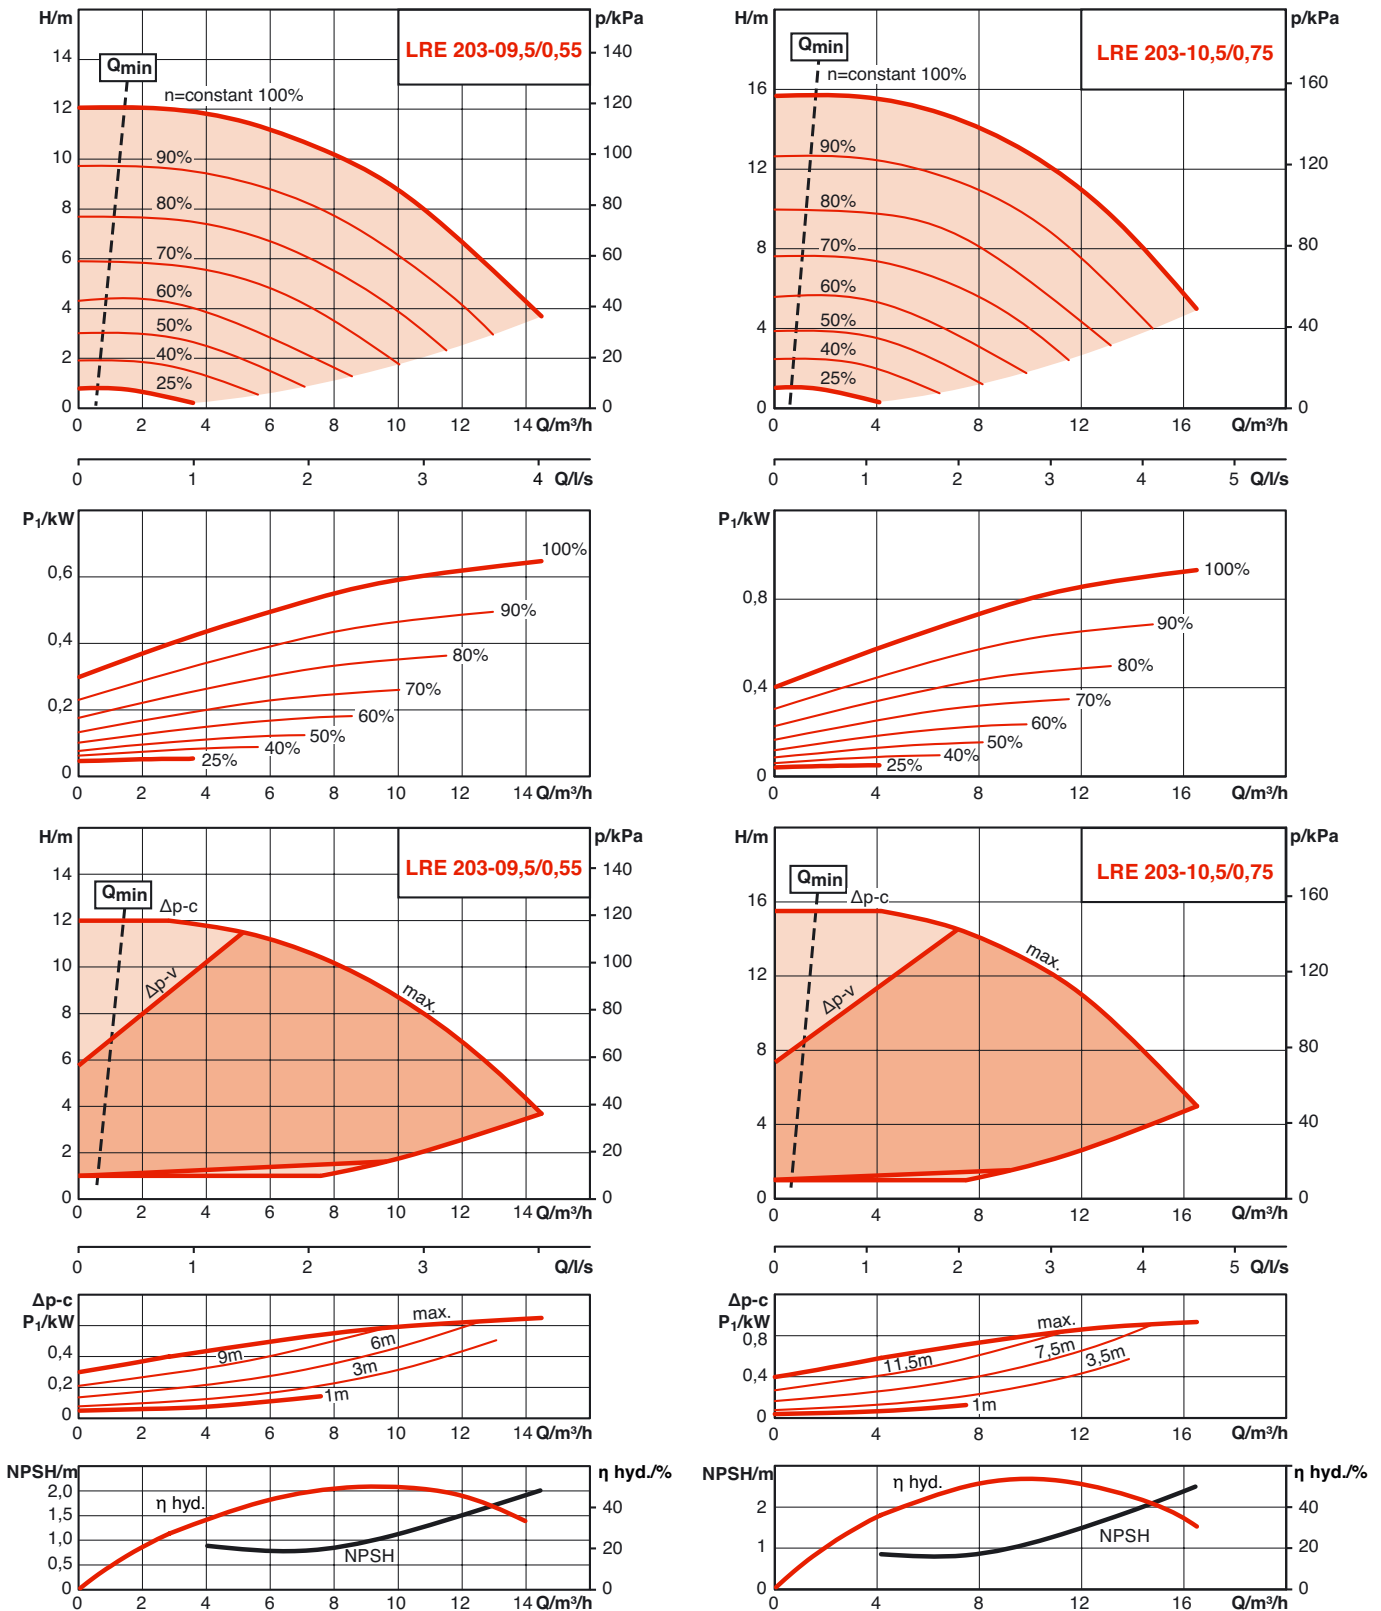 H/m
p/kPa
LRE 203-09,5/0,55
Qmin
n=constant 100%
90%
80%
70%
60%
50%
40%
25%
14
12
10
8
6
4
2
0
140
120
100
80
60
40
20
0
0 2 4 6 8 10 12 14 Q/m³/h
0 1 2 3 4 Q/l/s
H/m
p/kPa
LRE 203-10,5/0,75
Qmin
n=constant 100%
90%
80%
70%
60%
50%
40%
25%
16
12
8
4
0
160
120
80
40
0
0 4 8 12 16 Q/m³/h
0 1 2 3 4 5 Q/l/s
P₁/kW
0,6
0,4
0,2
0
100%
90%
80%
70%
60%
50%
40%
25%
0 2 4 6 8 10 12 14 Q/m³/h
P₁/kW
0,8
0,4
0
100%
90%
80%
70%
60%
50%
40%
25%
0 4 8 12 16 Q/m³/h
H/m
p/kPa
LRE 203-09,5/0,55
Qmin
Δp-c
Δp-v
max.
14
12
10
8
6
4
2
0
140
120
100
80
60
40
20
0
0 2 4 6 8 10 12 14 Q/m³/h
0 1 2 3 Q/l/s
H/m
p/kPa
LRE 203-10,5/0,75
Qmin
Δp-c
Δp-v
max.
16
12
8
4
0
160
120
80
40
0
0 4 8 12 16 Q/m³/h
0 1 2 3 4 5 Q/l/s
Δp-c
P₁/kW
0,4
0,2
0
max.
9m
6m
3m
1m
0 2 4 6 8 10 12 14 Q/m³/h
Δp-c
P₁/kW
0,8
0,4
0
max.
11,5m
7,5m
3,5m
1m
0 4 8 12 16 Q/m³/h
NPSH/m
η hyd./%
2,0
1,5
1,0
0,5
0
η hyd.
NPSH
40
20
0
0 2 4 6 8 10 12 14 Q/m³/h
NPSH/m
η hyd./%
2
1
0
η hyd.
NPSH
40
20
0
0 4 8 12 16 Q/m³/h